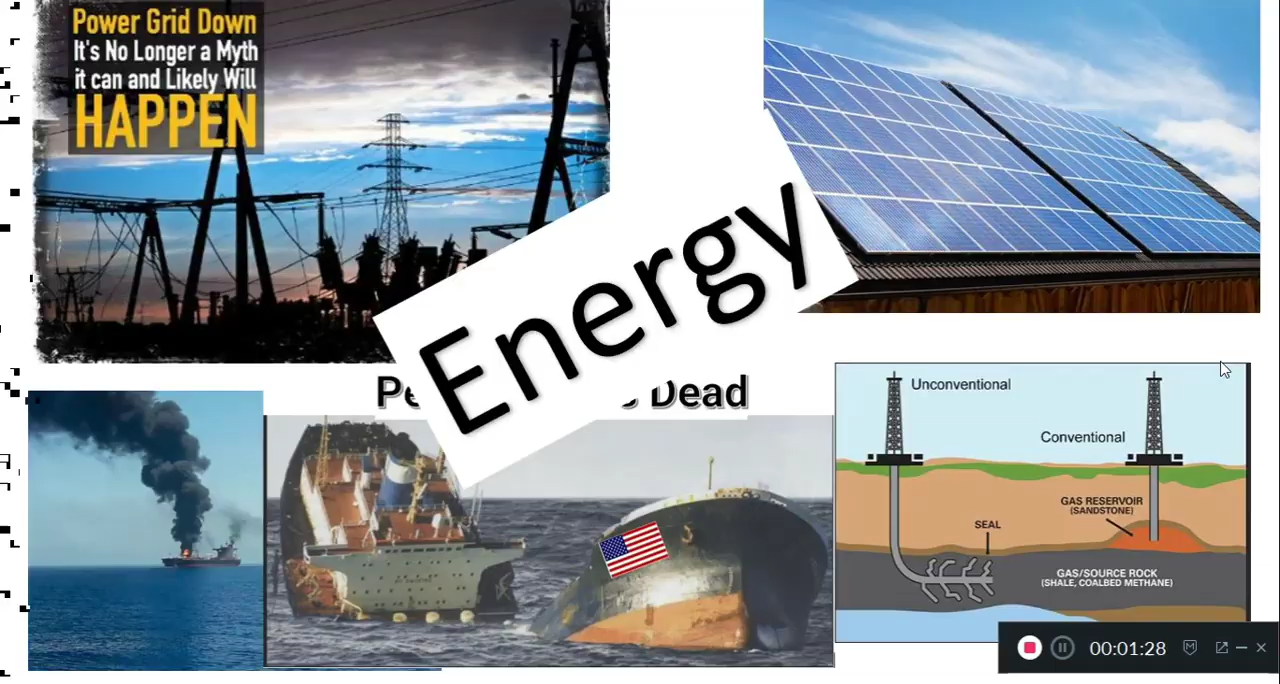 Power Grid Down
It's No Longer a Myth
it can and Likely Will
HAPPEN
Energy
Dead
Unconventional
Conventional
GAS RESERVOIR
(SANDSTONE)
SEAL
GAS/SOURCE ROCK
(SHALE, COALBED METHANE)
00:01:28